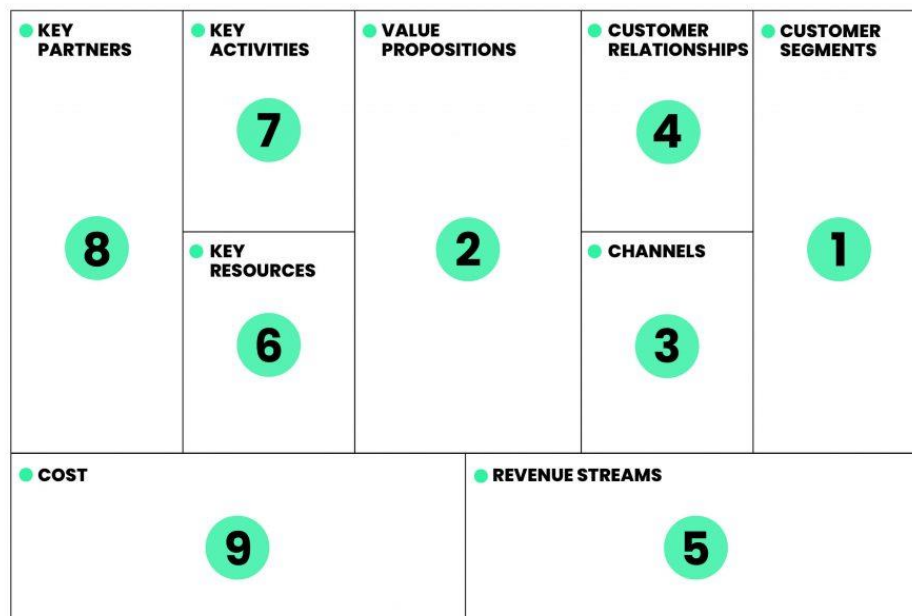 KEY
PARTNERS
8
KEY
ACTIVITIES
7
KEY
RESOURCES
6
VALUE
PROPOSITIONS
2
CUSTOMER
RELATIONSHIPS
4
CHANNELS
3
CUSTOMER
SEGMENTS
1
COST
9
REVENUE STREAMS
5